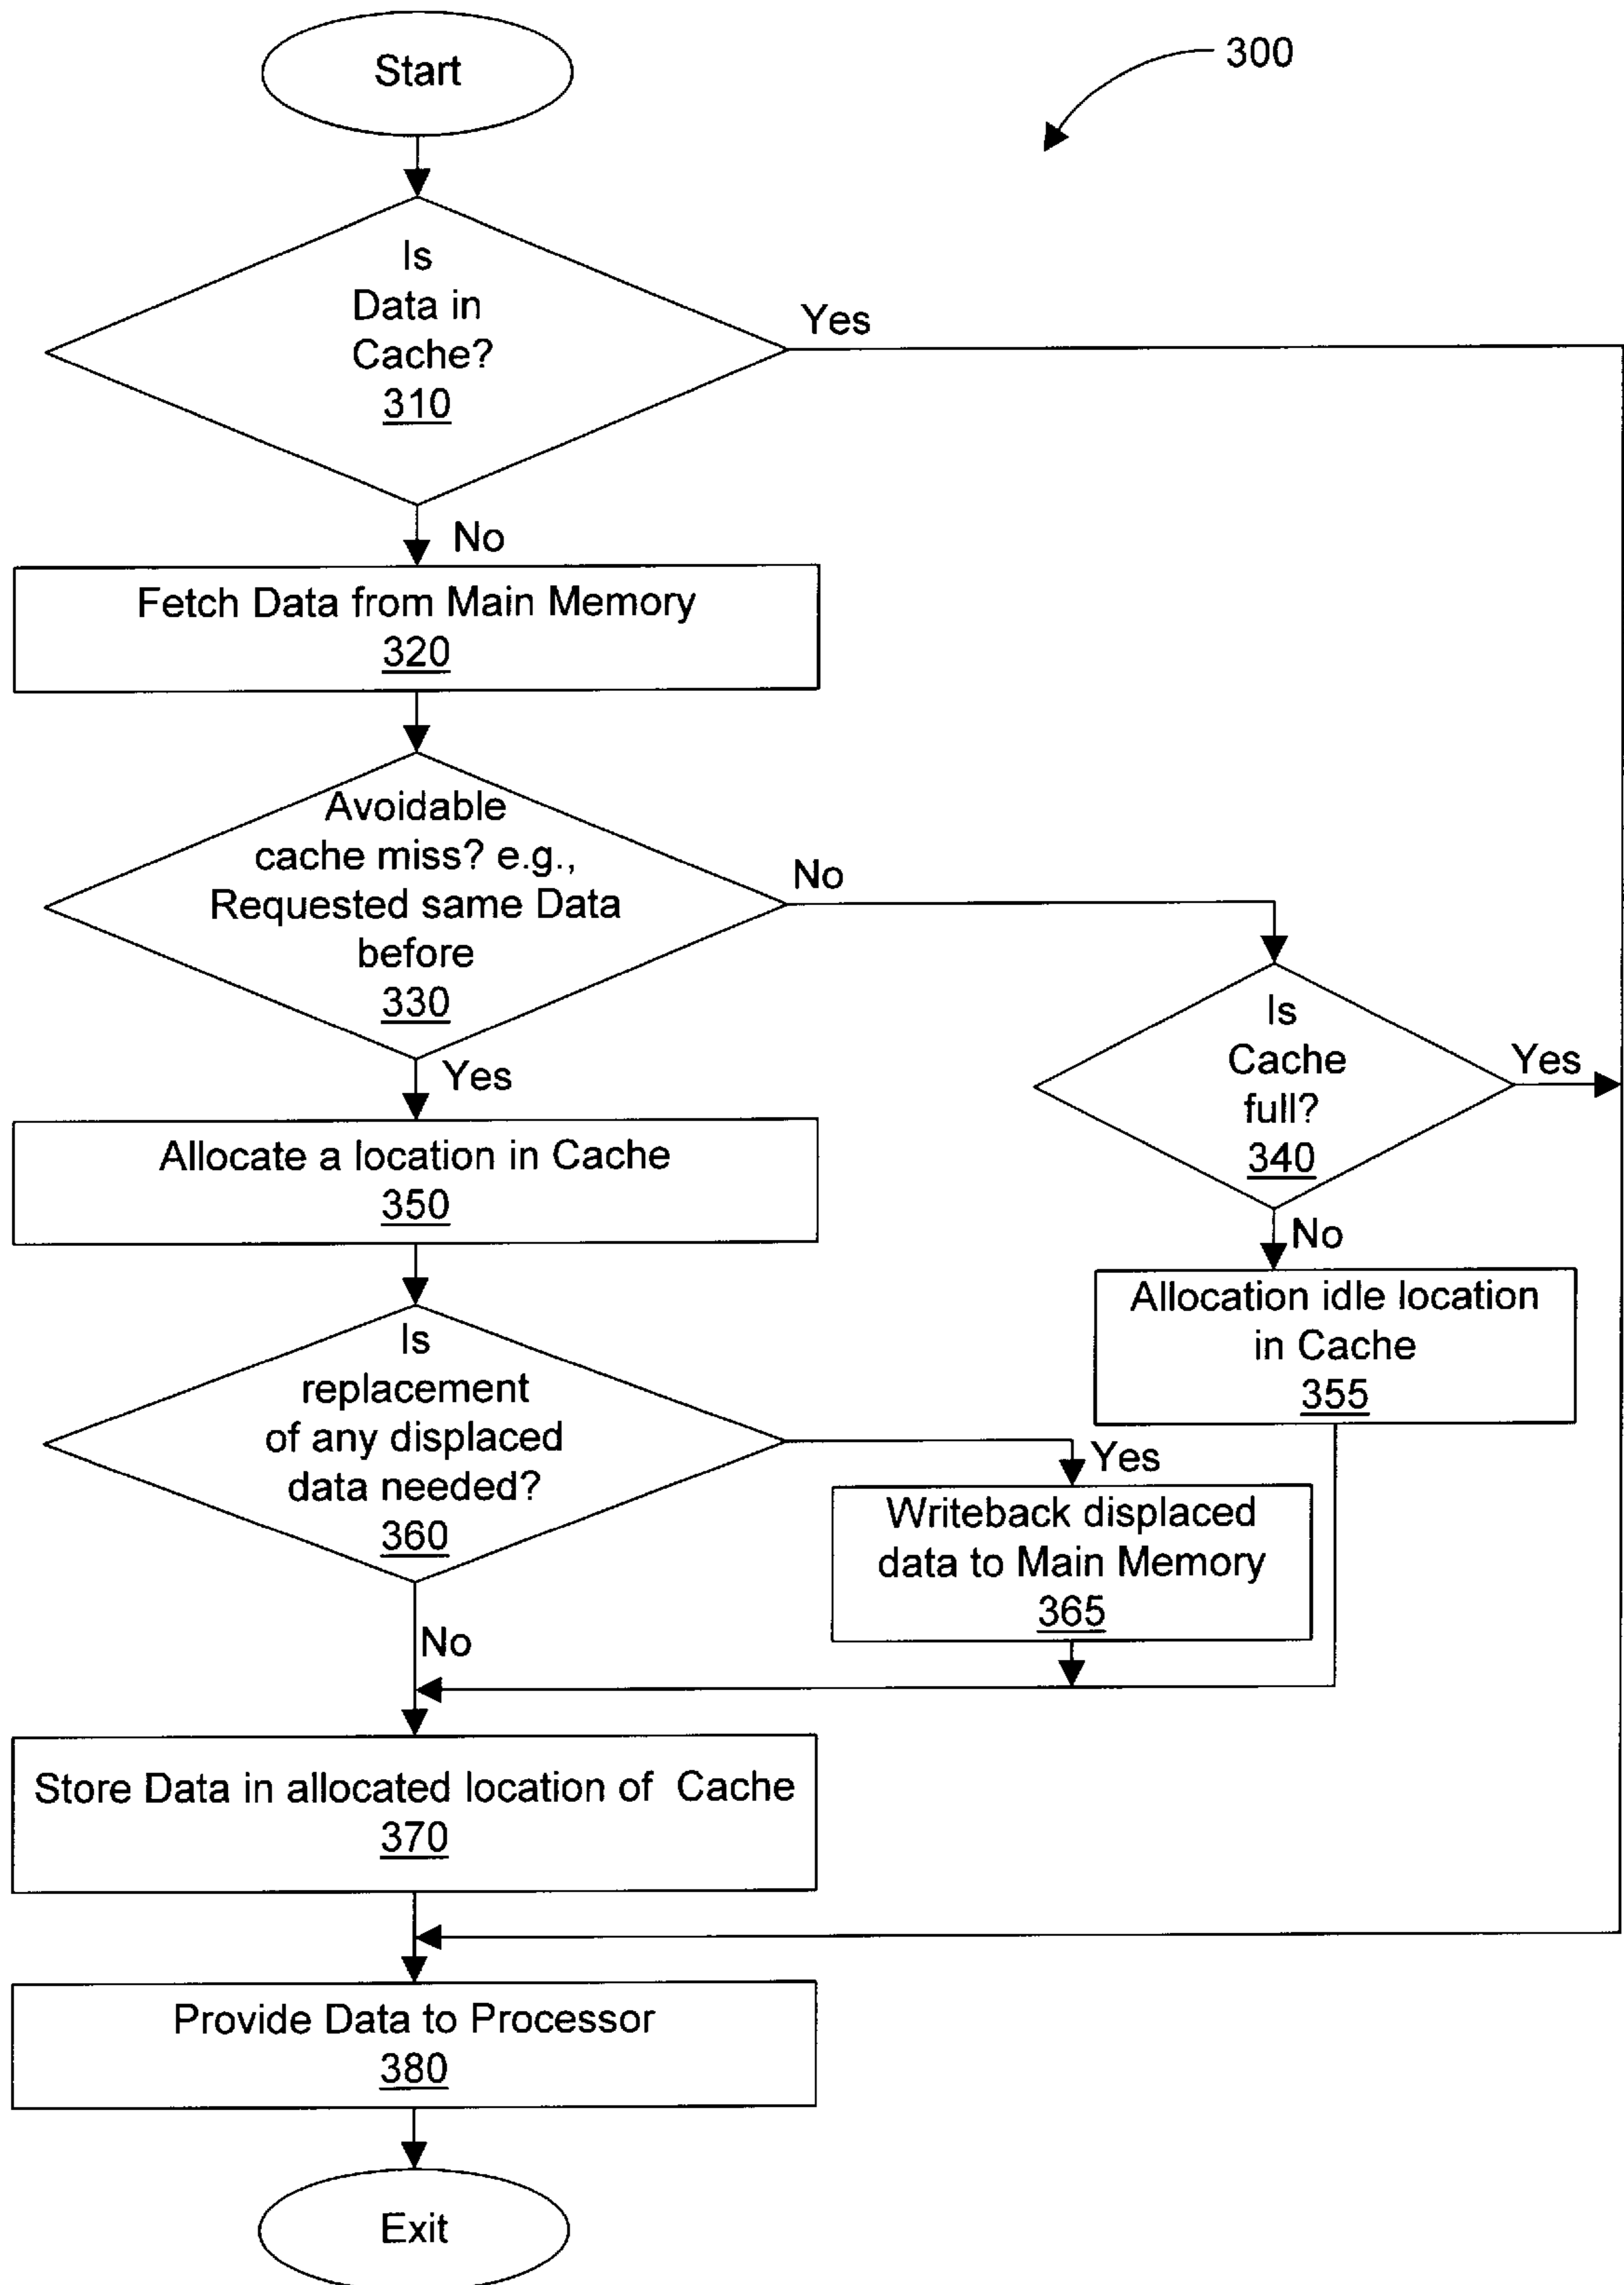 Start
300
Is
Data in
Cache?
310
Yes
No
Fetch Data from Main Memory
320
Avoidable
cache miss? e.g.,
Requested same Data
before
330
No
Yes
Is
Cache
full?
340
Yes
No
Allocate a location in Cache
350
Allocation idle location
in Cache
355
Is
replacement
of any displaced
data needed?
360
Yes
No
Writeback displaced
data to Main Memory
365
Store Data in allocated location of Cache
370
Provide Data to Processor
380
Exit